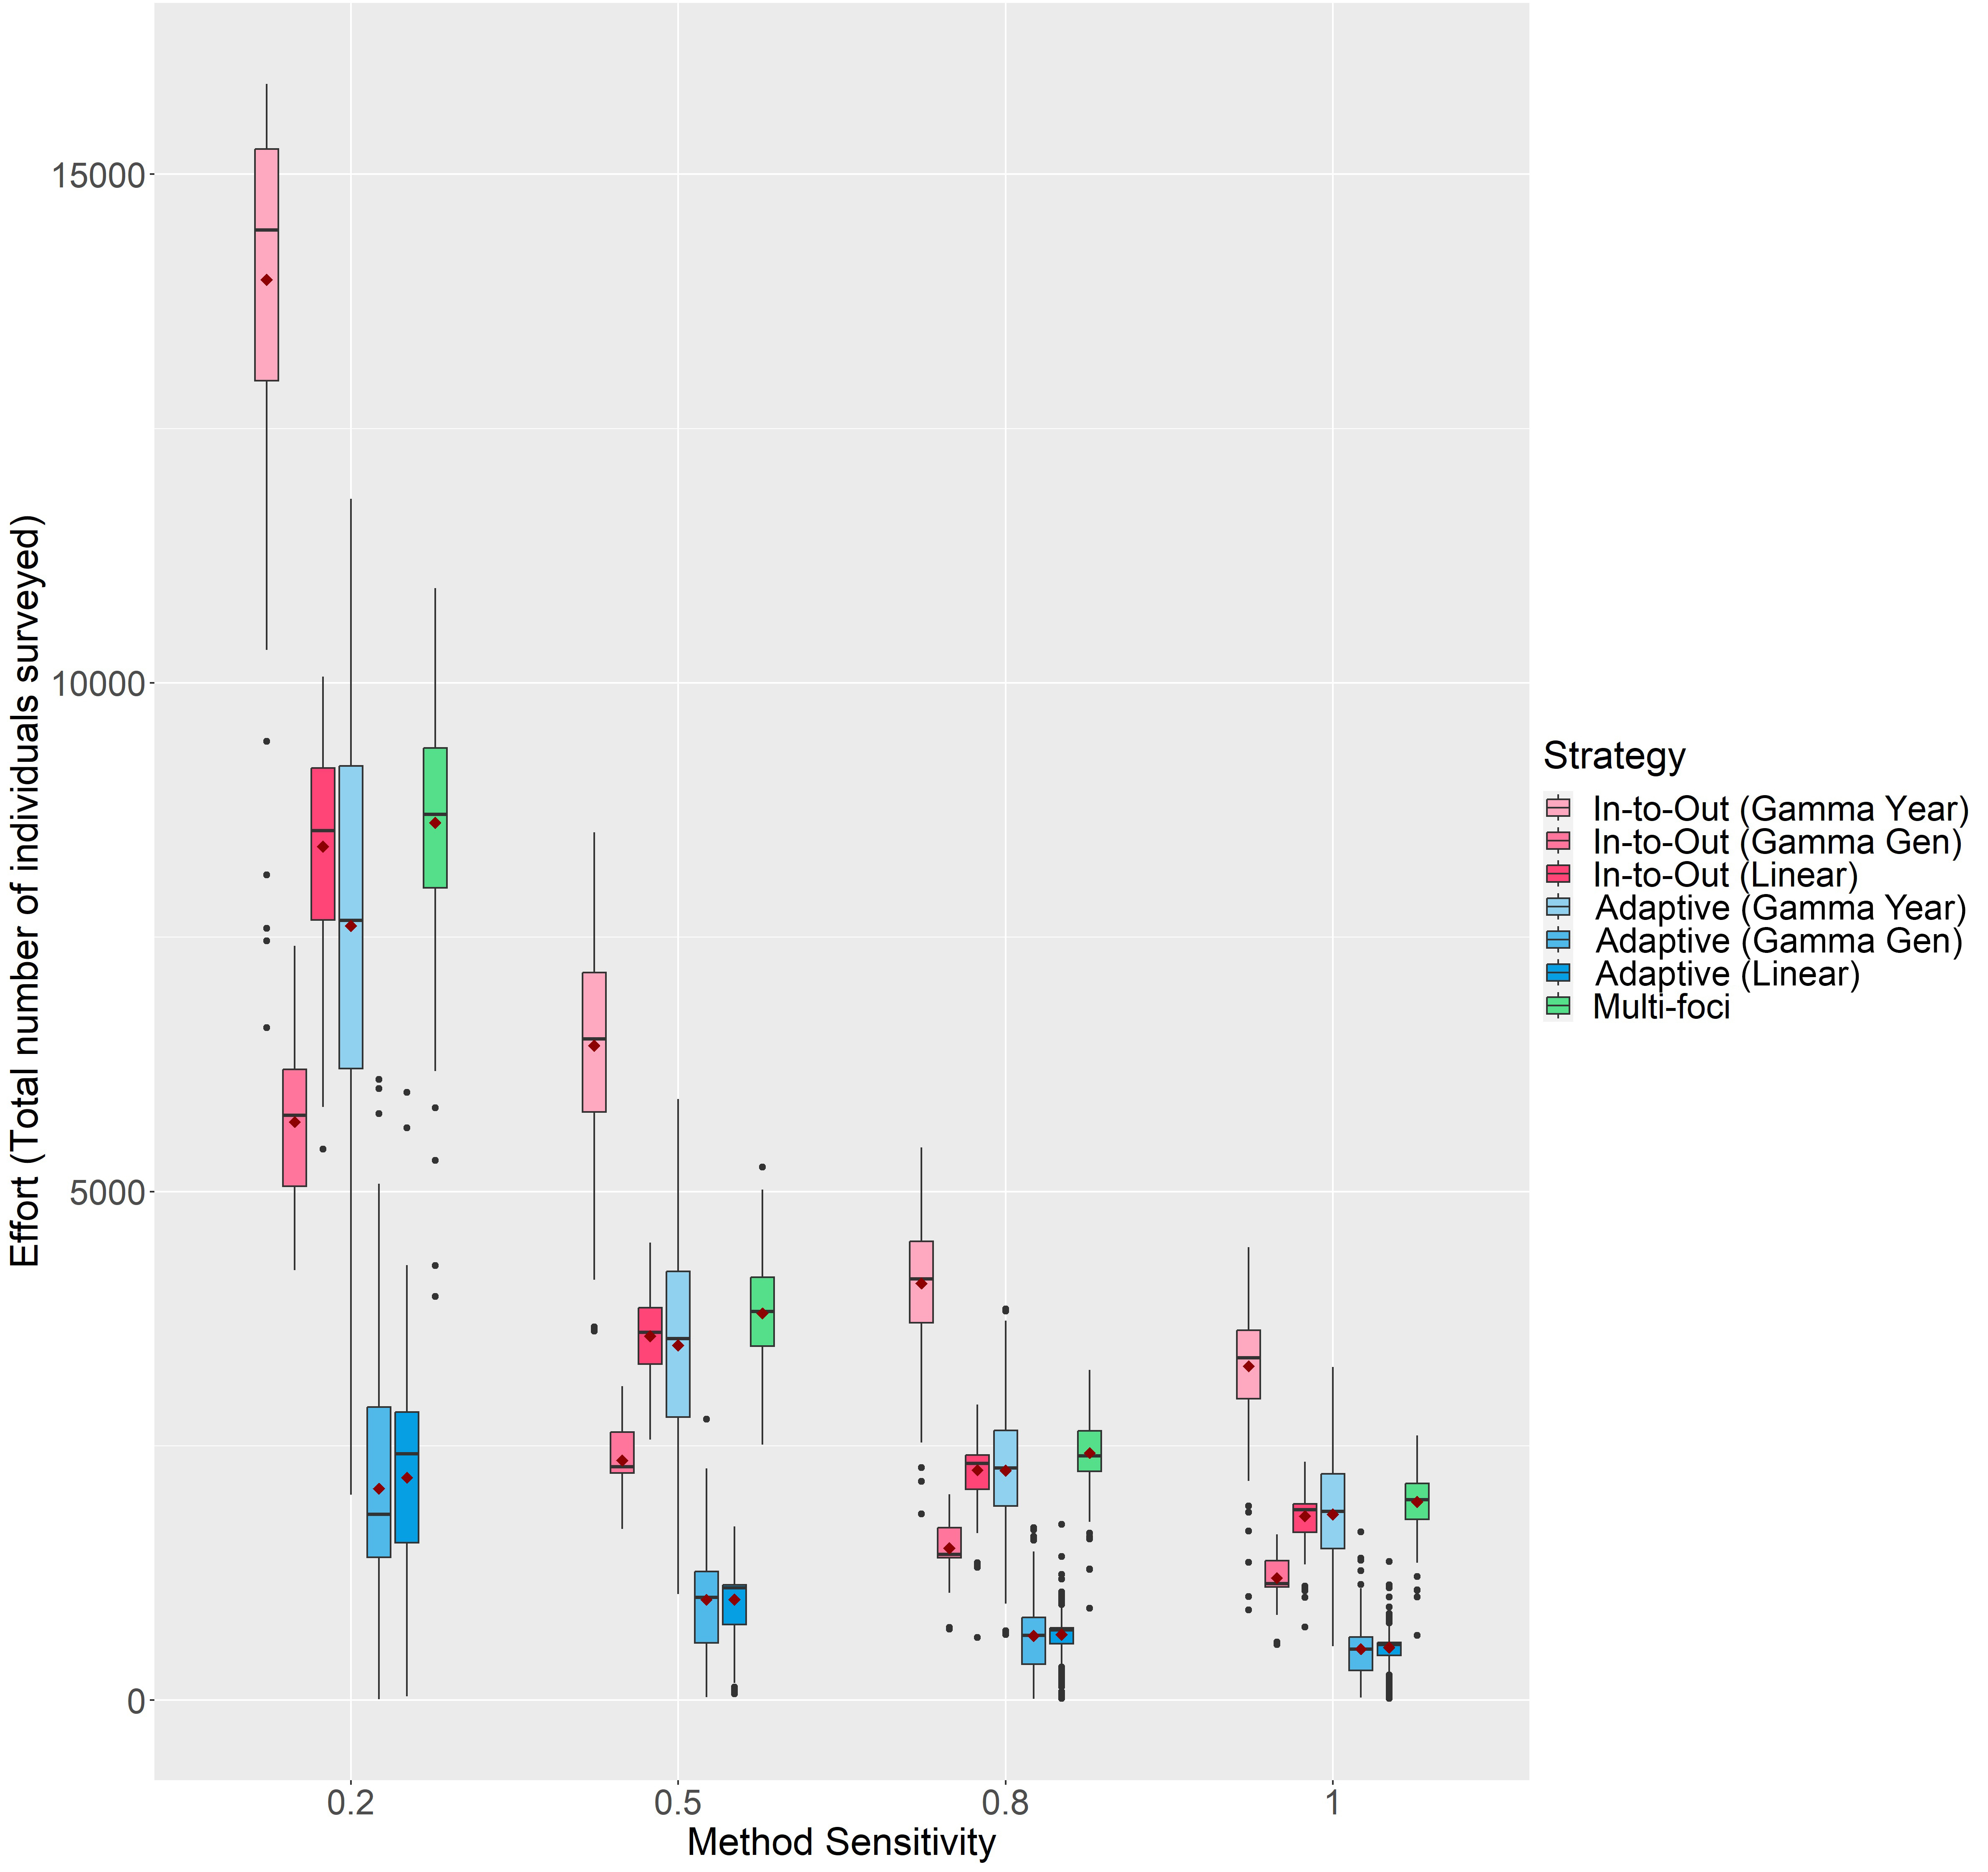 Effort (Total number of individuals surveyed)
15000
10000
5000
0
0.2
0.5
0.8
1
Method Sensitivity
Strategy
In-to-Out (Gamma Year)
In-to-Out (Gamma Gen)
In-to-Out (Linear)
Adaptive (Gamma Year)
Adaptive (Gamma Gen)
Adaptive (Linear)
Multi-foci